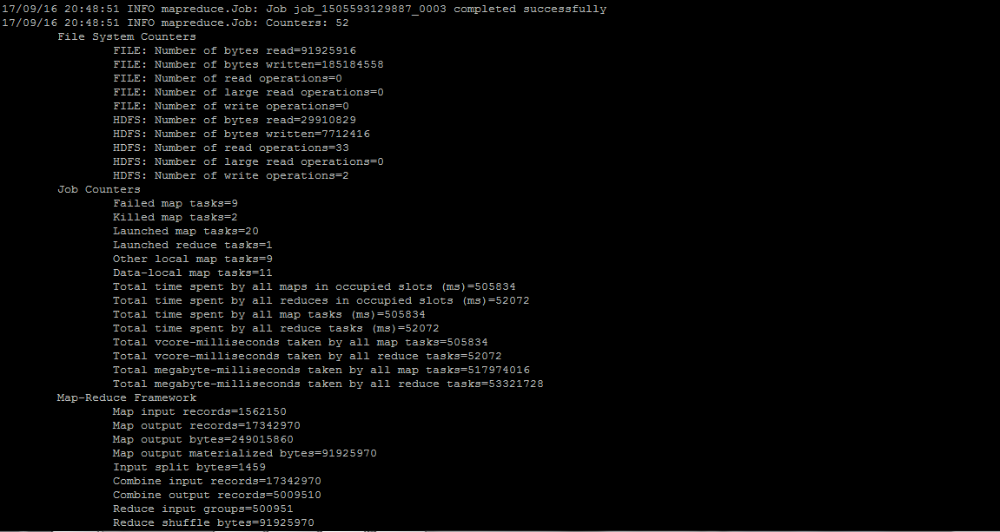 17/09/16 20:48:51 INFO mapreduce.Job: Job job_1505593129887_0003 completed successfully
17/09/16 20:48:51 INFO mapreduce.Job: Counters: 52
File System Counters
FILE: Number of bytes read=91925916
FILE: Number of bytes written=185184558
FILE: Number of read operations=0
FILE: Number of large read operations=0
FILE: Number of write operations=0
HDFS: Number of bytes read=29910829
HDFS: Number of bytes written=7712416
HDFS: Number of read operations=33
HDFS: Number of large read operations=0
HDFS: Number of write operations=2
Job Counters
Failed map tasks=9
Killed map tasks=2
Launched map tasks=20
Launched reduce tasks=1
Other local map tasks=9
Data-local map tasks=11
Total time spent by all maps in occupied slots (ms)=505834
Total time spent by all reduces in occupied slots (ms)=52072
Total time spent by all map tasks (ms)=505834
Total time spent by all reduce tasks (ms)=52072
Total vcore-milliseconds taken by all map tasks=505834
Total vcore-milliseconds taken by all reduce tasks=52072
Total megabyte-milliseconds taken by all map tasks=517974016
Total megabyte-milliseconds taken by all reduce tasks=53321728
Map-Reduce Framework
Map input records=1562150
Map output records=17342970
Map output bytes=249015860
Map output materialized bytes=91925970
Input split bytes=1459
Combine input records=17342970
Combine output records=5009510
Reduce input groups=500951
Reduce shuffle bytes=91925970